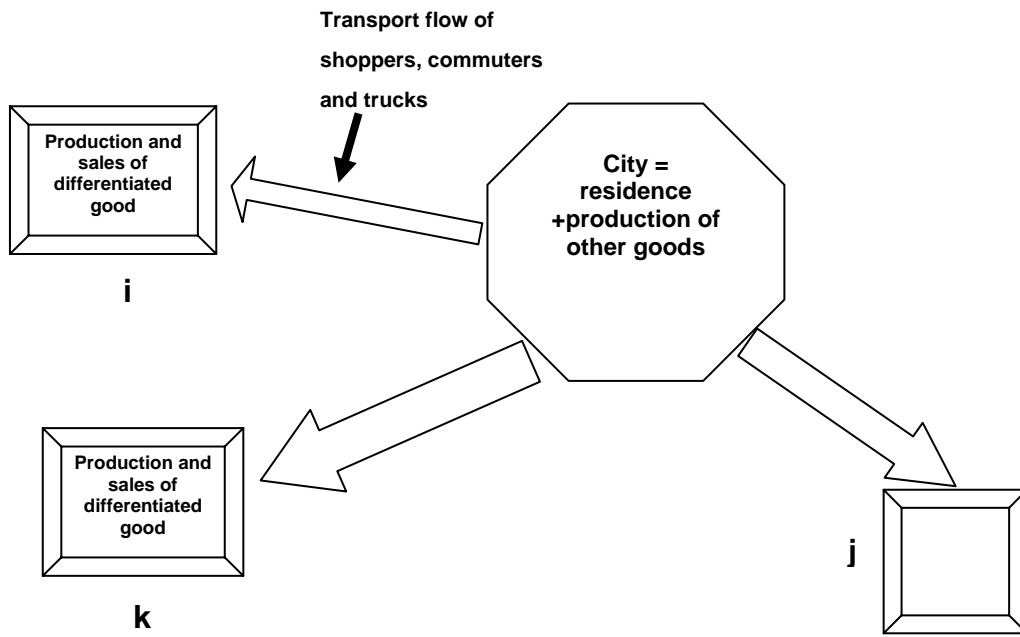 Transport flow of
shoppers, commuters
and trucks
Production and
sales of
differentiated
good
i
City =
residence
+production of
other goods
Production and
sales of
differentiated
good
k
j